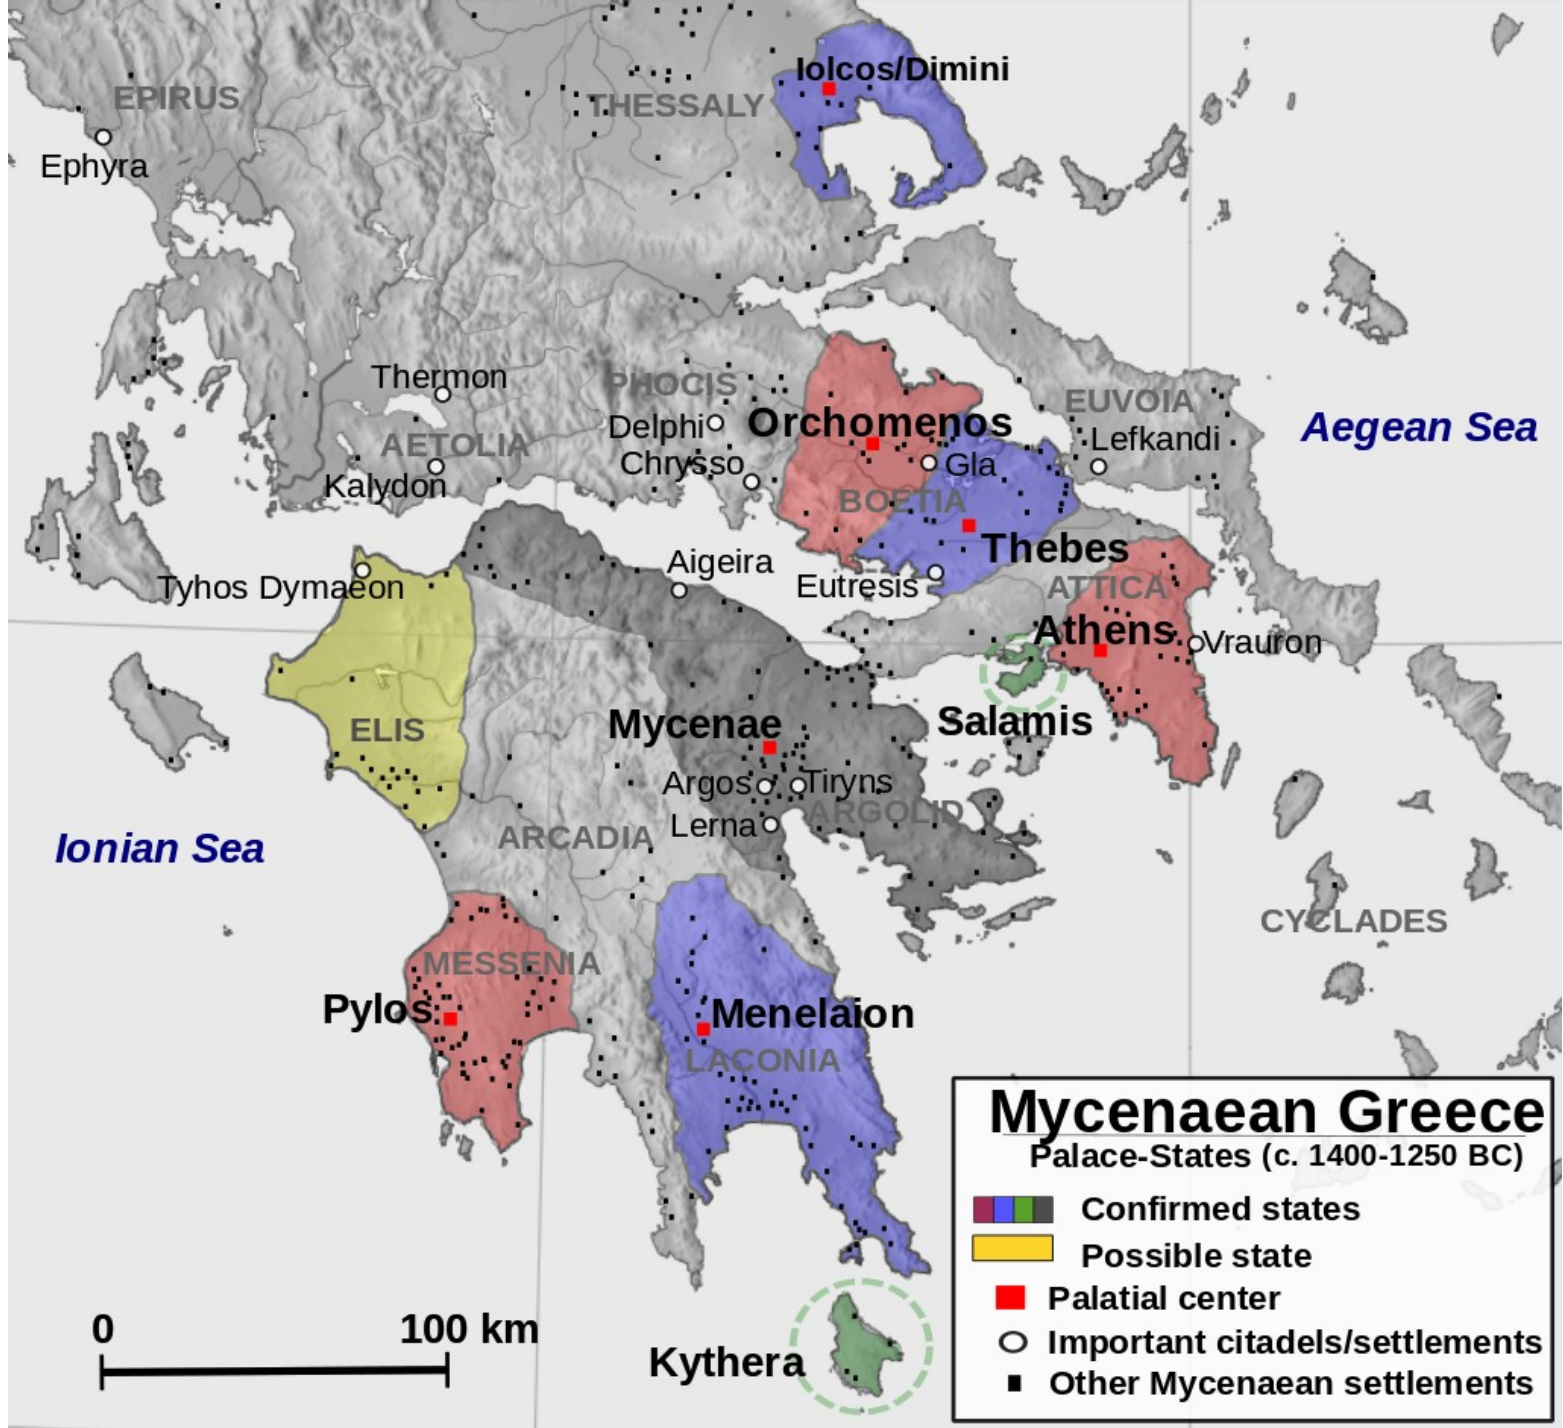 Iolcos/Dimini
EPIRUS
THESSALY
Ephyra
Thermon
PHOCIS
EUVOIA
Delphi
Orchomenos
Aegean Sea
AETOLIA
Lefkandi
Chrysso
Gla
Kalydon
BOETIA
Thebes
Aigeira
Tyhos Dymaeon
Eutresis
ATTICA
Athens
Vrauron
ELIS
Mycenae
Salamis
Argos
Tiryns
ARGOLID
Lerna
Ionian Sea
ARCADIA
CYCLADES
MESSENIA
Pylos
Menelaion
LACONIA
Mycenaean Greece
Palace-States (c. 1400-1250 BC)
Confirmed states
Possible state
Palatial center
Important citadels/settlements
Other Mycenaean settlements
0 100 km
Kythera